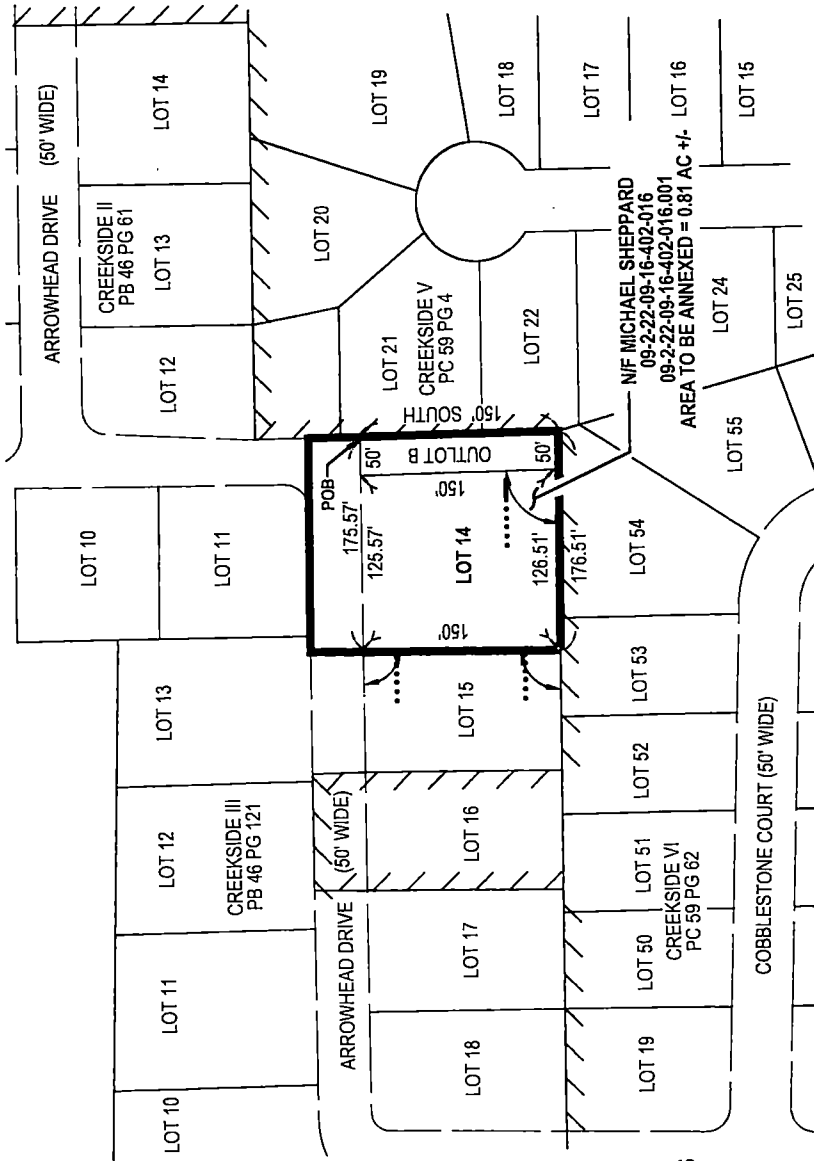 ARROWHEAD DRIVE (50' WIDE)
LOT 14
CREEKSIDE II
PB 46 PG 61
LOT 13
LOT 12
LOT 19
LOT 18
LOT 17
LOT 16
LOT 15
LOT 20
LOT 21
CREEKSIDE V
PC 59 PG 4
LOT 22
N/F MICHAEL SHEPPARD
09-2-22-09-16-402-016
09-2-22-09-16-402-016.001
AREA TO BE ANNEXED = 0.81 AC +/-
LOT 24
LOT 25
LOT 10
LOT 11
POB
150' SOUTH
50'
OUTLOT B
50'
175.57'
125.57'
150'
LOT 14
126.51'
176.51'
150'
LOT 55
LOT 54
LOT 13
LOT 15
LOT 53
LOT 12
CREEKSIDE III
PB 46 PG 121
ARROWHEAD DRIVE (50' WIDE)
LOT 16
LOT 52
LOT 11
LOT 17
LOT 51
CREEKSIDE VI
PC 59 PG 62
LOT 50
COBBLESTONE COURT (50' WIDE)
LOT 10
LOT 18
LOT 19